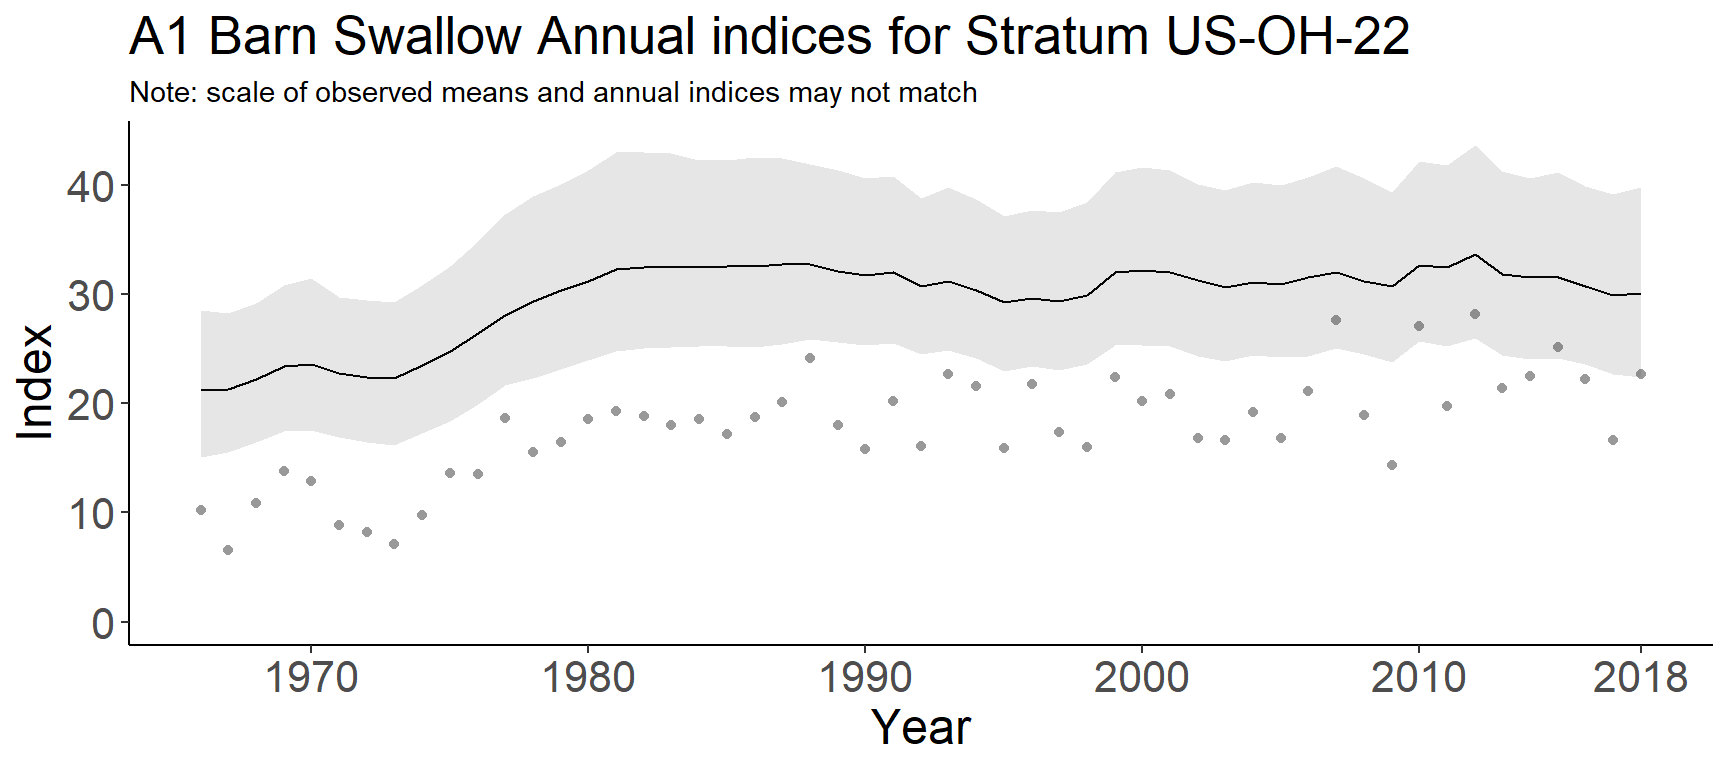 A1 Barn Swallow Annual indices for Stratum US-OH-22
Note: scale of observed means and annual indices may not match
Index
40
30
20
10
0
1970 1980 1990 2000 2010 2018
Year